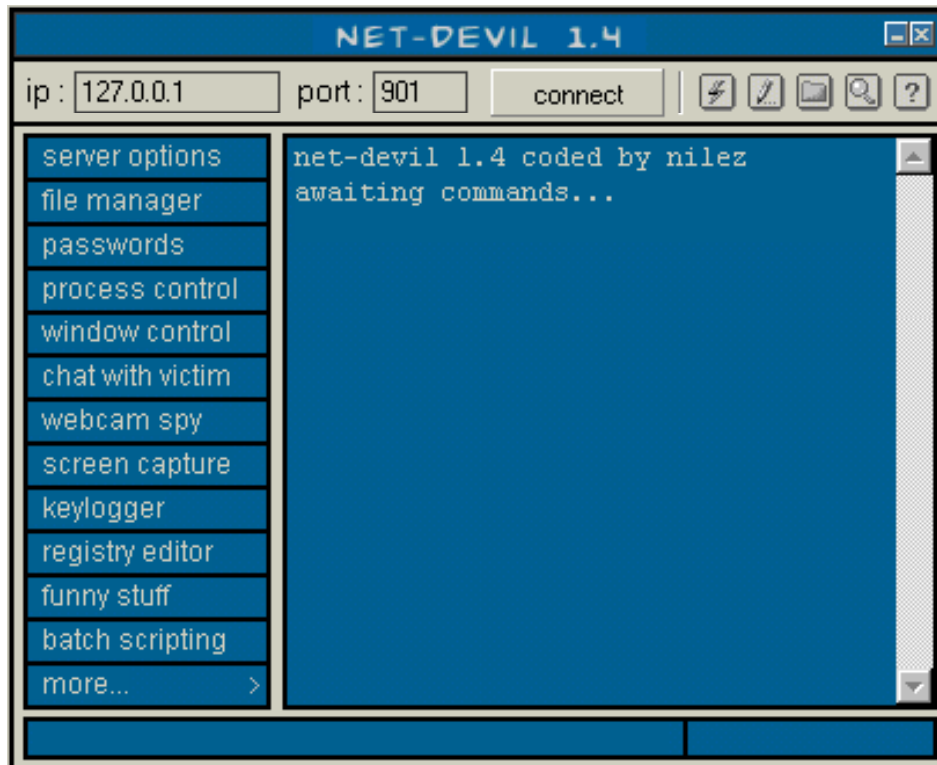 NET-DEVIL 1.4
ip : 127.0.0.1 port : 901 connect ?
server options
file manager
passwords
process control
window control
chat with victim
webcam spy
screen capture
keylogger
registry editor
funny stuff
batch scripting
more... >
net-devil 1.4 coded by nilez
awaiting commands...